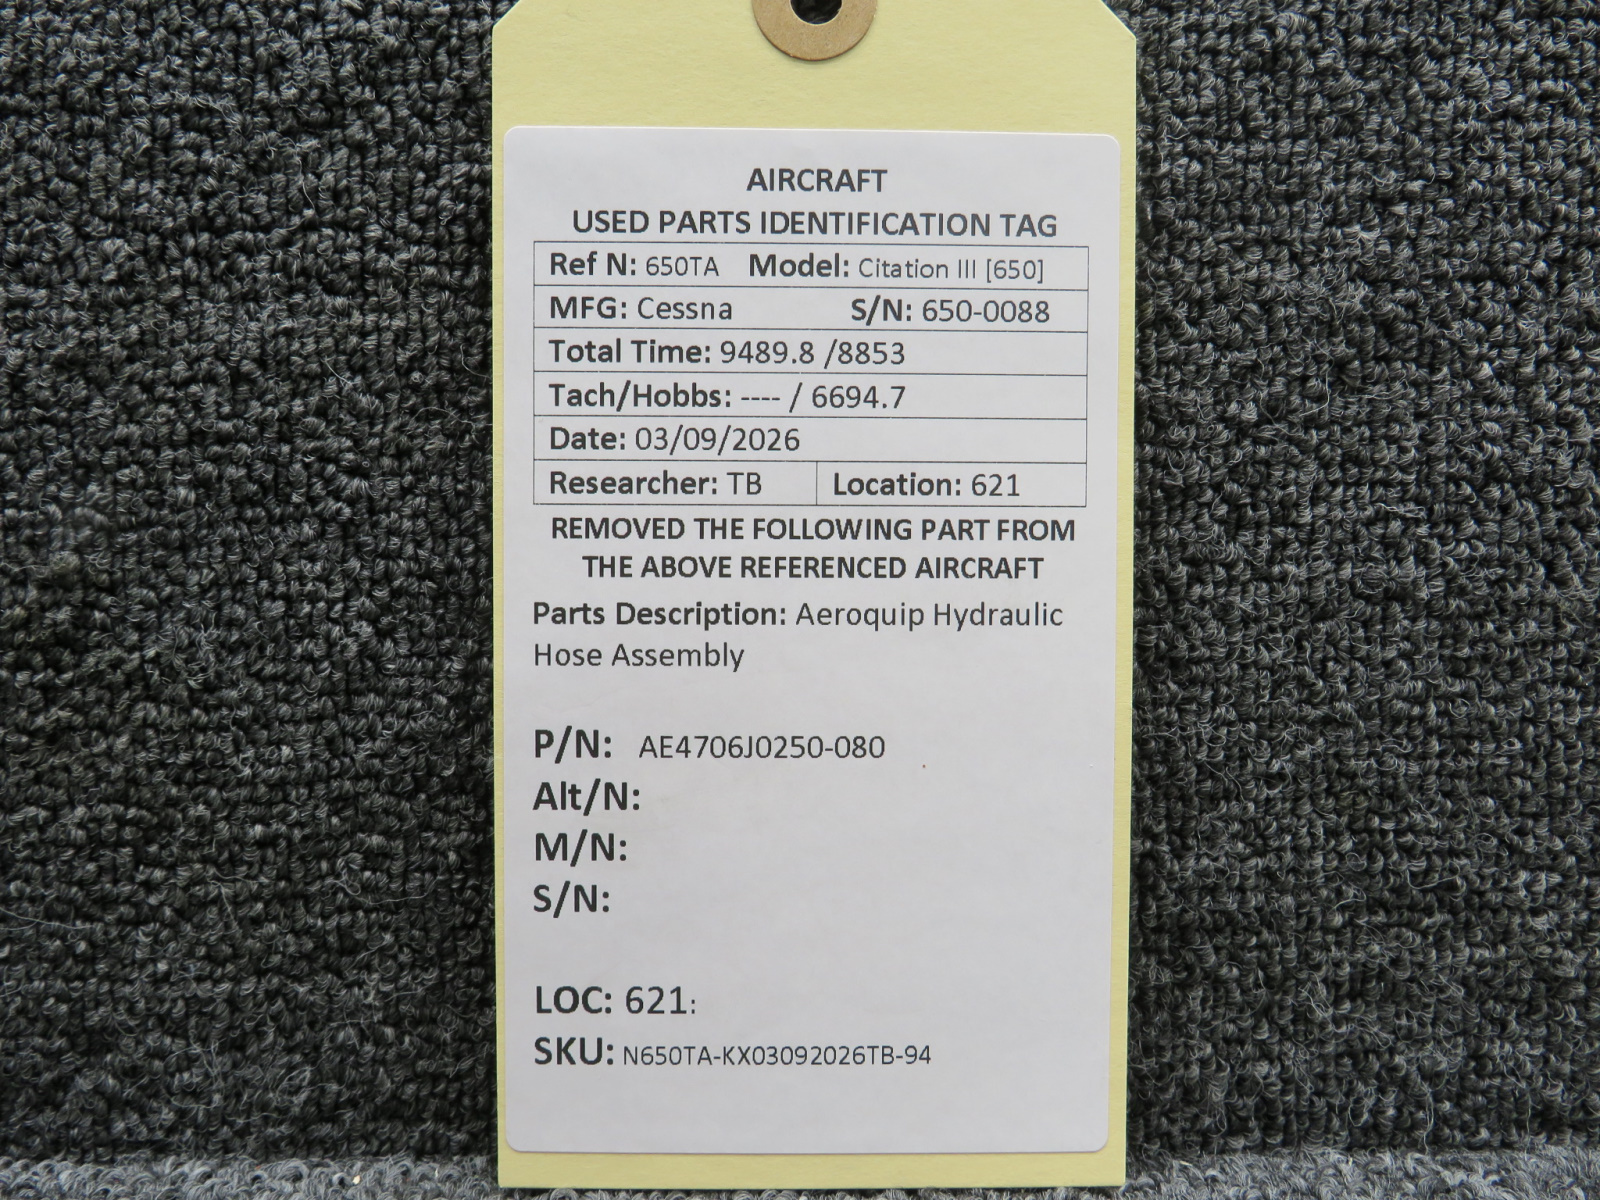 AIRCRAFT
USED PARTS IDENTIFICATION TAG
Ref N: 650TA Model: Citation III [650]
MFG: Cessna S/N: 650-0088
Total Time: 9489.8 /8853
Tach/Hobbs: ---- / 6694.7
Date: 03/09/2026
Researcher: TB Location: 621
REMOVED THE FOLLOWING PART FROM
THE ABOVE REFERENCED AIRCRAFT
Parts Description: Aeroquip Hydraulic
Hose Assembly
P/N: AE4706J0250-080
Alt/N:
M/N:
S/N:
LOC: 621:
SKU: N650TA-KX03092026TB-94